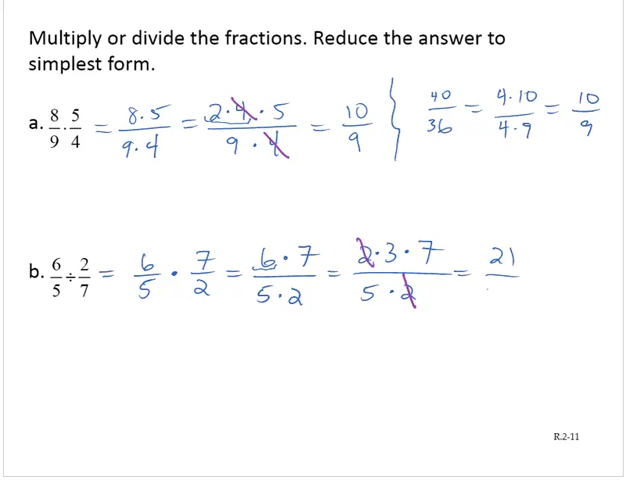 Multiply or divide the fractions. Reduce the answer to
simplest form.
a. 8/9 · 5/4 = 8·5/9·4 = 2·4·5/9·4 = 10/9 } 40/36 = 4·10/4·9 = 10/9
b. 6/5 ÷ 2/7 = 6/5 · 7/2 = 6·7/5·2 = 2·3·7/5·2 = 21/
R.2-11